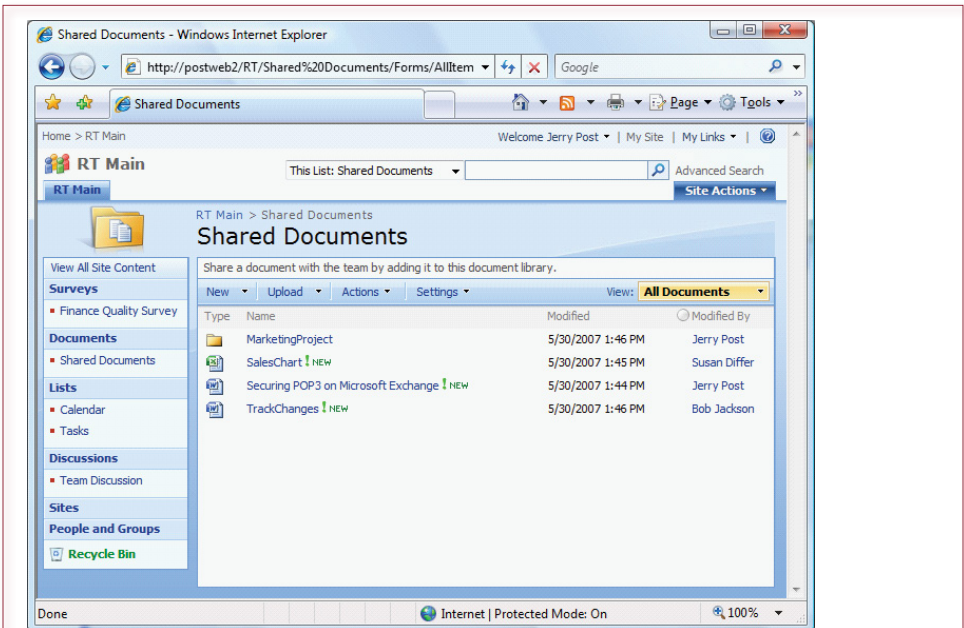 Shared Documents - Windows Internet Explorer
http://postweb2/RT/Shared%20Documents/Forms/AllItem
Google
Shared Documents
Page
Tools
Home > RT Main
Welcome Jerry Post | My Site | My Links |
RT Main
This List: Shared Documents
Advanced Search
RT Main
Site Actions
RT Main > Shared Documents
Shared Documents
View All Site Content
Surveys
Finance Quality Survey
Documents
Shared Documents
Lists
Calendar
Tasks
Discussions
Team Discussion
Sites
People and Groups
Recycle Bin
Share a document with the team by adding it to this document library.
New Upload Actions Settings View: All Documents
Type Name Modified Modified By
MarketingProject 5/30/2007 1:46 PM Jerry Post
SalesChart ! NEW 5/30/2007 1:45 PM Susan Differ
Securing POP3 on Microsoft Exchange ! NEW 5/30/2007 1:44 PM Jerry Post
TrackChanges ! NEW 5/30/2007 1:46 PM Bob Jackson
Done
Internet | Protected Mode: On
100%